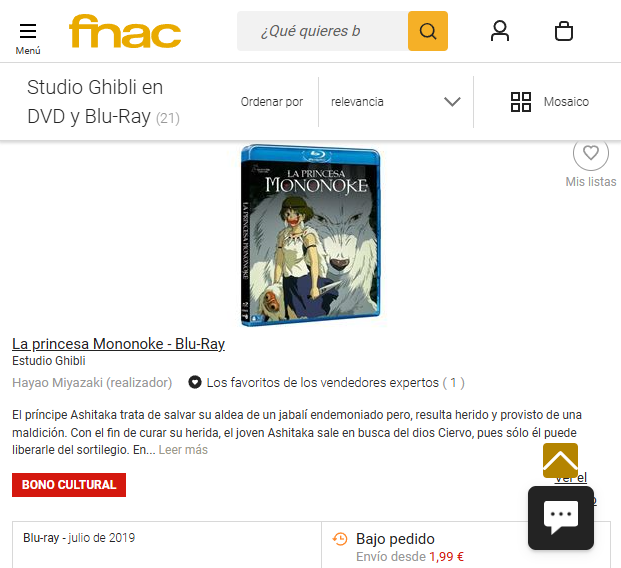 fnac
¿Qué quieres b
Menú
Studio Ghibli en
DVD y Blu-Ray (21)
Ordenar por
relevancia
Mosaico
Mis listas
LA PRINCESA
MONONOKE
LA PRINCESA MONONOKE
La princesa Mononoke - Blu-Ray
Estudio Ghibli
Hayao Miyazaki (realizador)
Los favoritos de los vendedores expertos ( 1 )
El príncipe Ashitaka trata de salvar su aldea de un jabalí endemoniado pero, resulta herido y provisto de una
maldición. Con el fin de curar su herida, el joven Ashitaka sale en busca del dios Ciervo, pues sólo él puede
liberarle del sortilegio. En... Leer más
Ver el
BONO CULTURAL
Blu-ray - julio de 2019
Bajo pedido
Envío desde 1,99 €